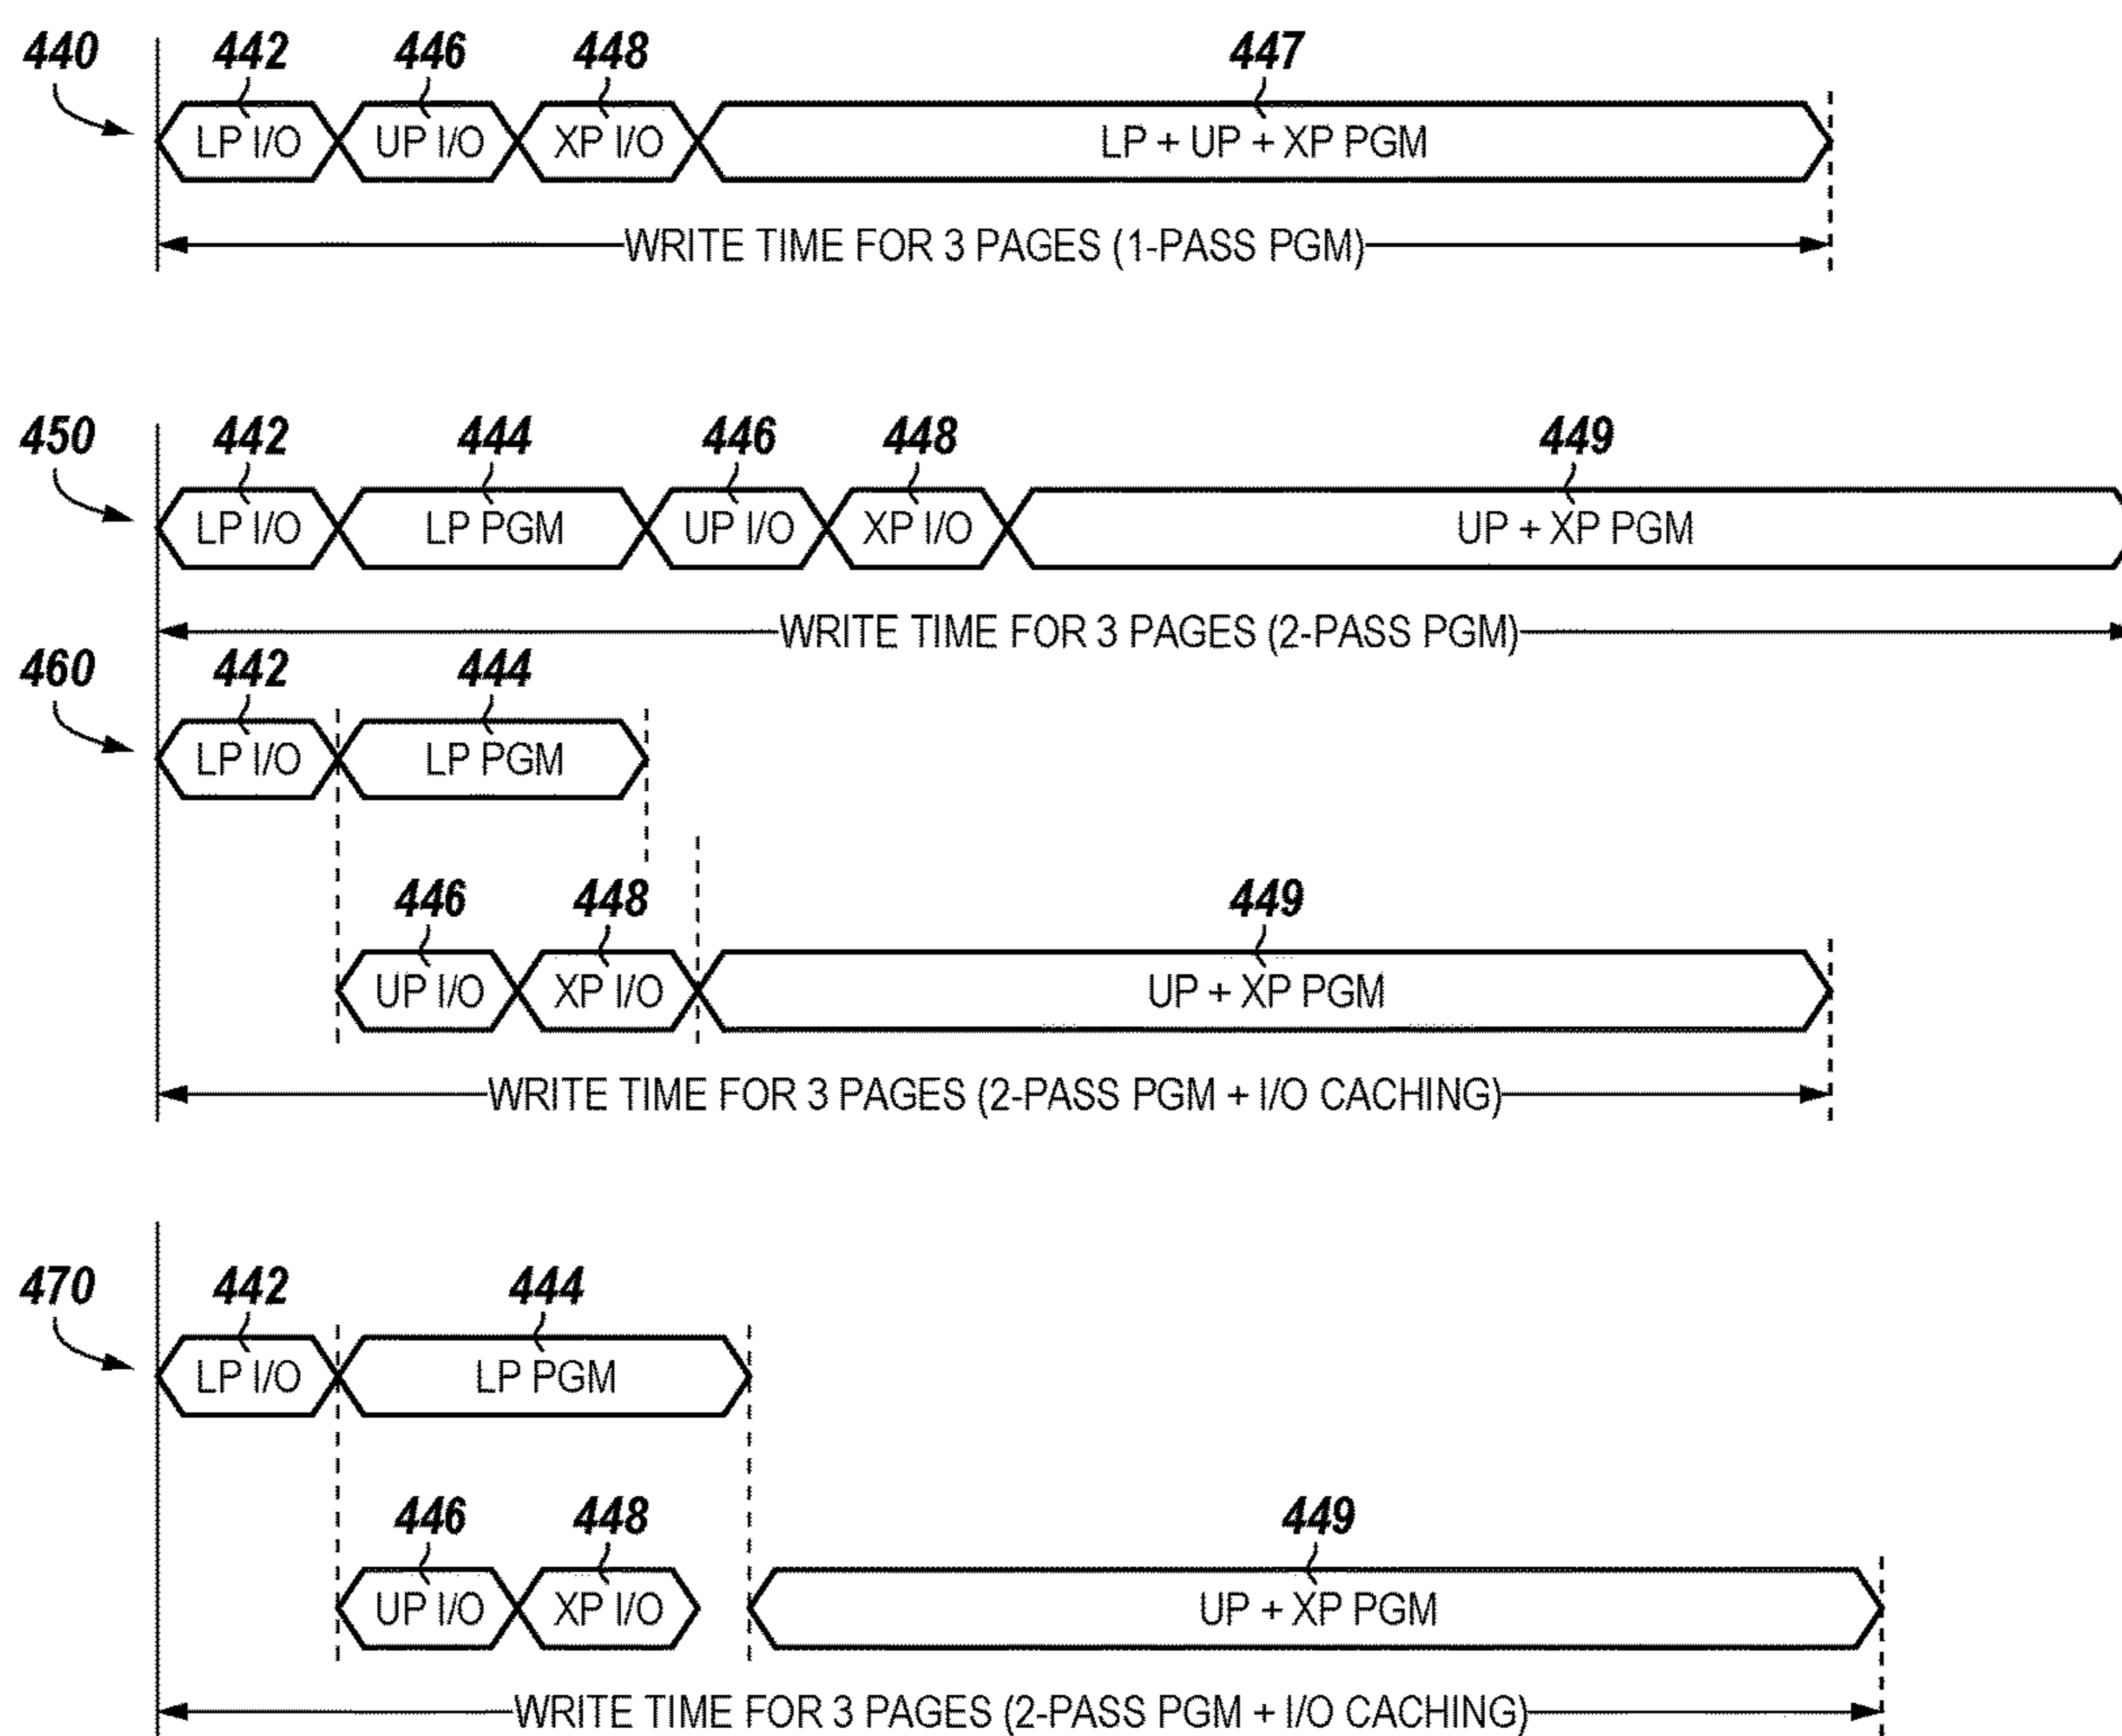 440 442 446 448 447
LP I/O UP I/O XP I/O LP + UP + XP PGM
WRITE TIME FOR 3 PAGES (1-PASS PGM)
450 442 444 446 448 449
LP I/O LP PGM UP I/O XP I/O UP + XP PGM
WRITE TIME FOR 3 PAGES (2-PASS PGM)
460 442 444
LP I/O LP PGM
446 448 449
UP I/O XP I/O UP + XP PGM
WRITE TIME FOR 3 PAGES (2-PASS PGM + I/O CACHING)
470 442 444
LP I/O LP PGM
446 448 449
UP I/O XP I/O UP + XP PGM
WRITE TIME FOR 3 PAGES (2-PASS PGM + I/O CACHING)